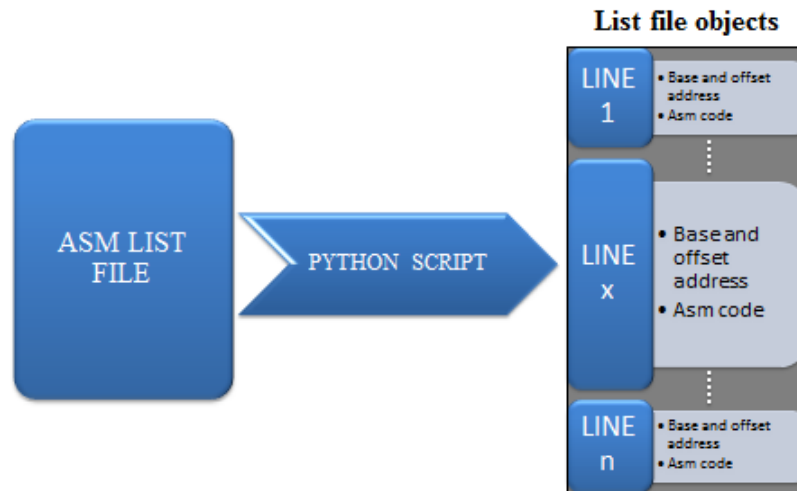 List file objects
LINE
1
• Base and offset
address
• Asm code
ASM LIST
FILE
PYTHON SCRIPT
LINE
x
• Base and
offset
address
• Asm code
LINE
n
• Base and offset
address
• Asm code